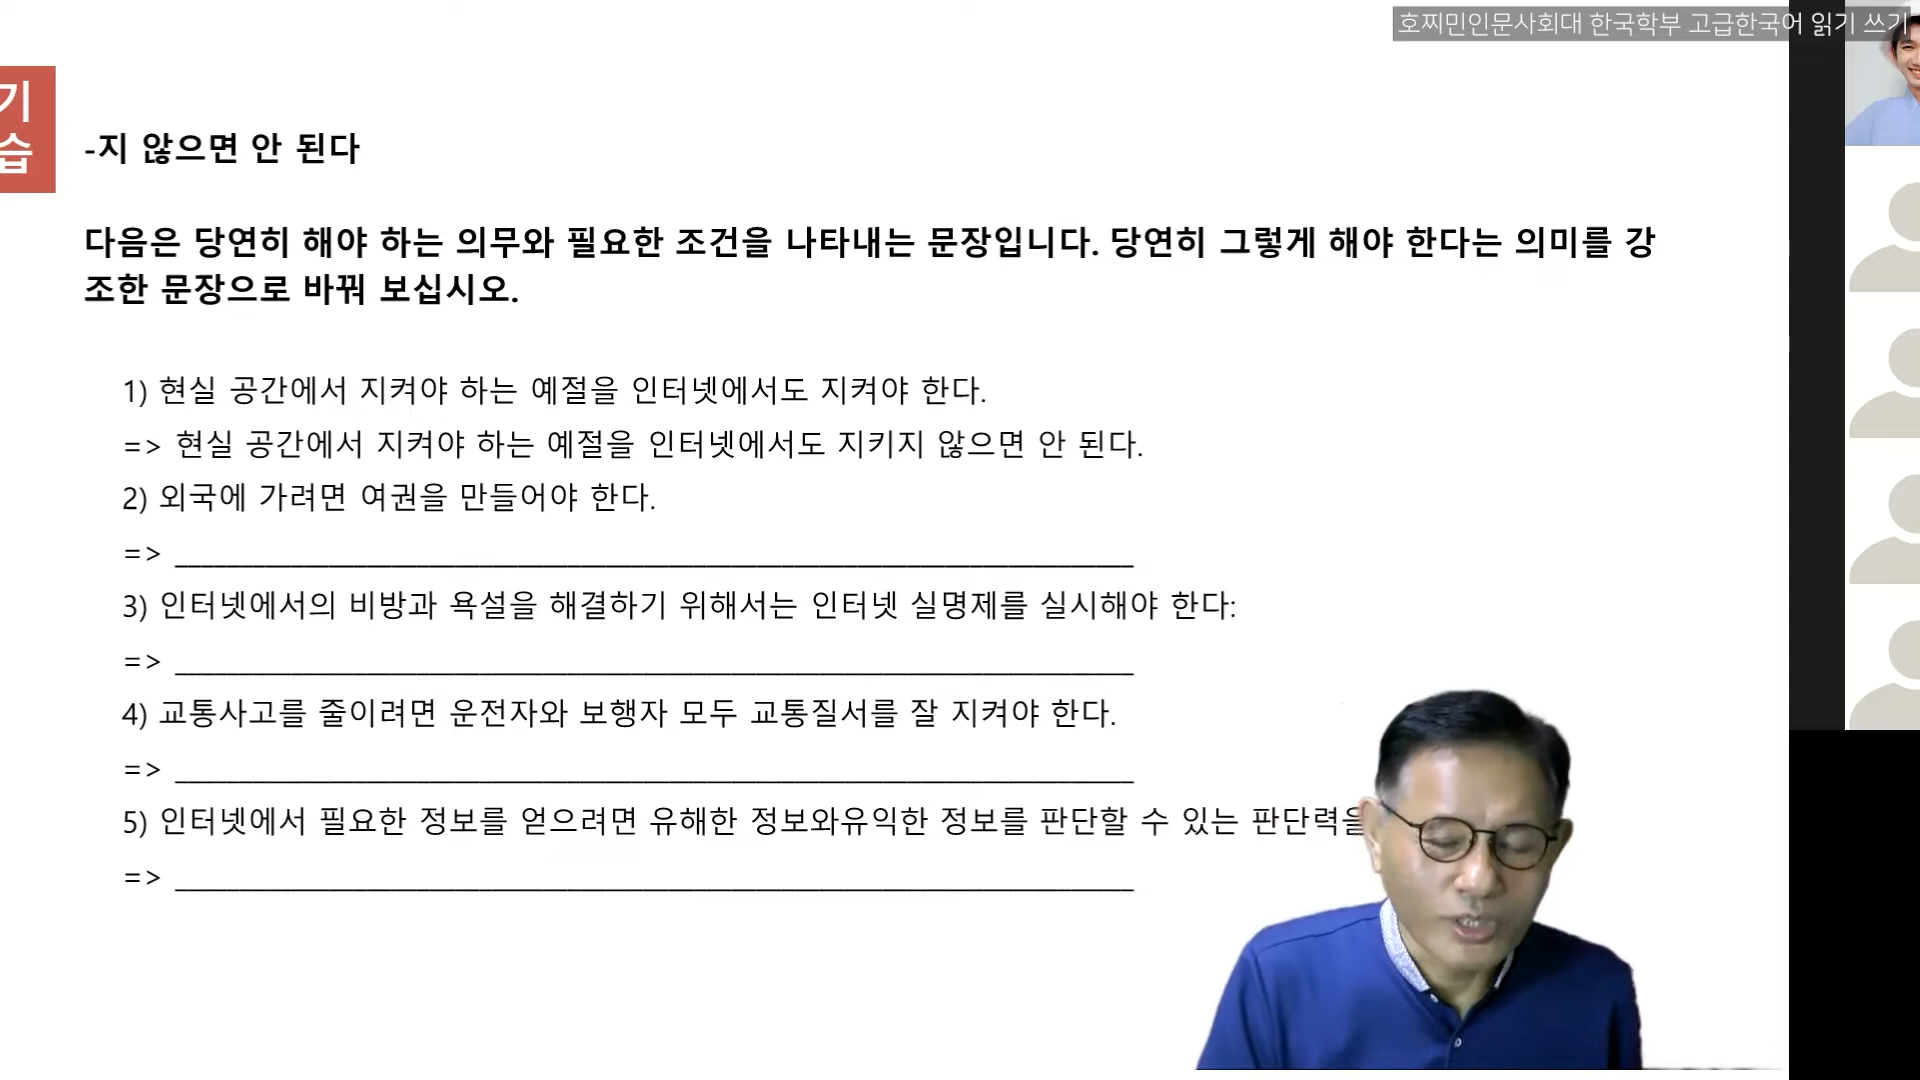 호찌민인문사회대 한국학부 고급한국어 읽기 쓰기
기
습
-지 않으면 안 된다
다음은 당연히 해야 하는 의무와 필요한 조건을 나타내는 문장입니다. 당연히 그렇게 해야 한다는 의미를 강
조한 문장으로 바꿔 보십시오.
1) 현실 공간에서 지켜야 하는 예절을 인터넷에서도 지켜야 한다.
=> 현실 공간에서 지켜야 하는 예절을 인터넷에서도 지키지 않으면 안 된다.
2) 외국에 가려면 여권을 만들어야 한다.
=> ____________________
3) 인터넷에서의 비방과 욕설을 해결하기 위해서는 인터넷 실명제를 실시해야 한다:
=> ____________________
4) 교통사고를 줄이려면 운전자와 보행자 모두 교통질서를 잘 지켜야 한다.
=> ____________________
5) 인터넷에서 필요한 정보를 얻으려면 유해한 정보와유익한 정보를 판단할 수 있는 판단력을
=> ____________________